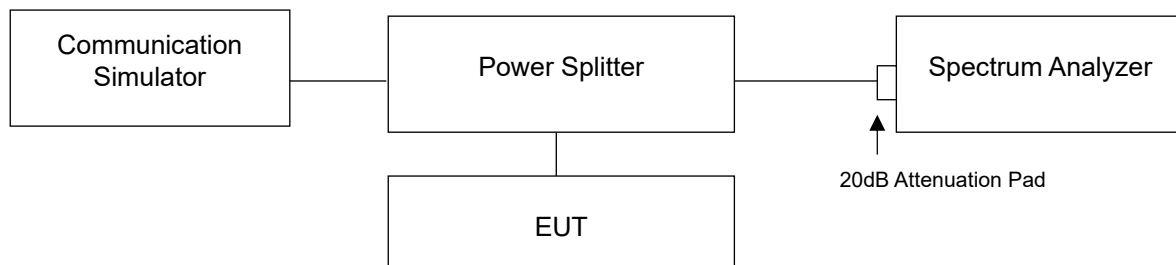 Communication
Simulator
Power Splitter
Spectrum Analyzer
20dB Attenuation Pad
EUT